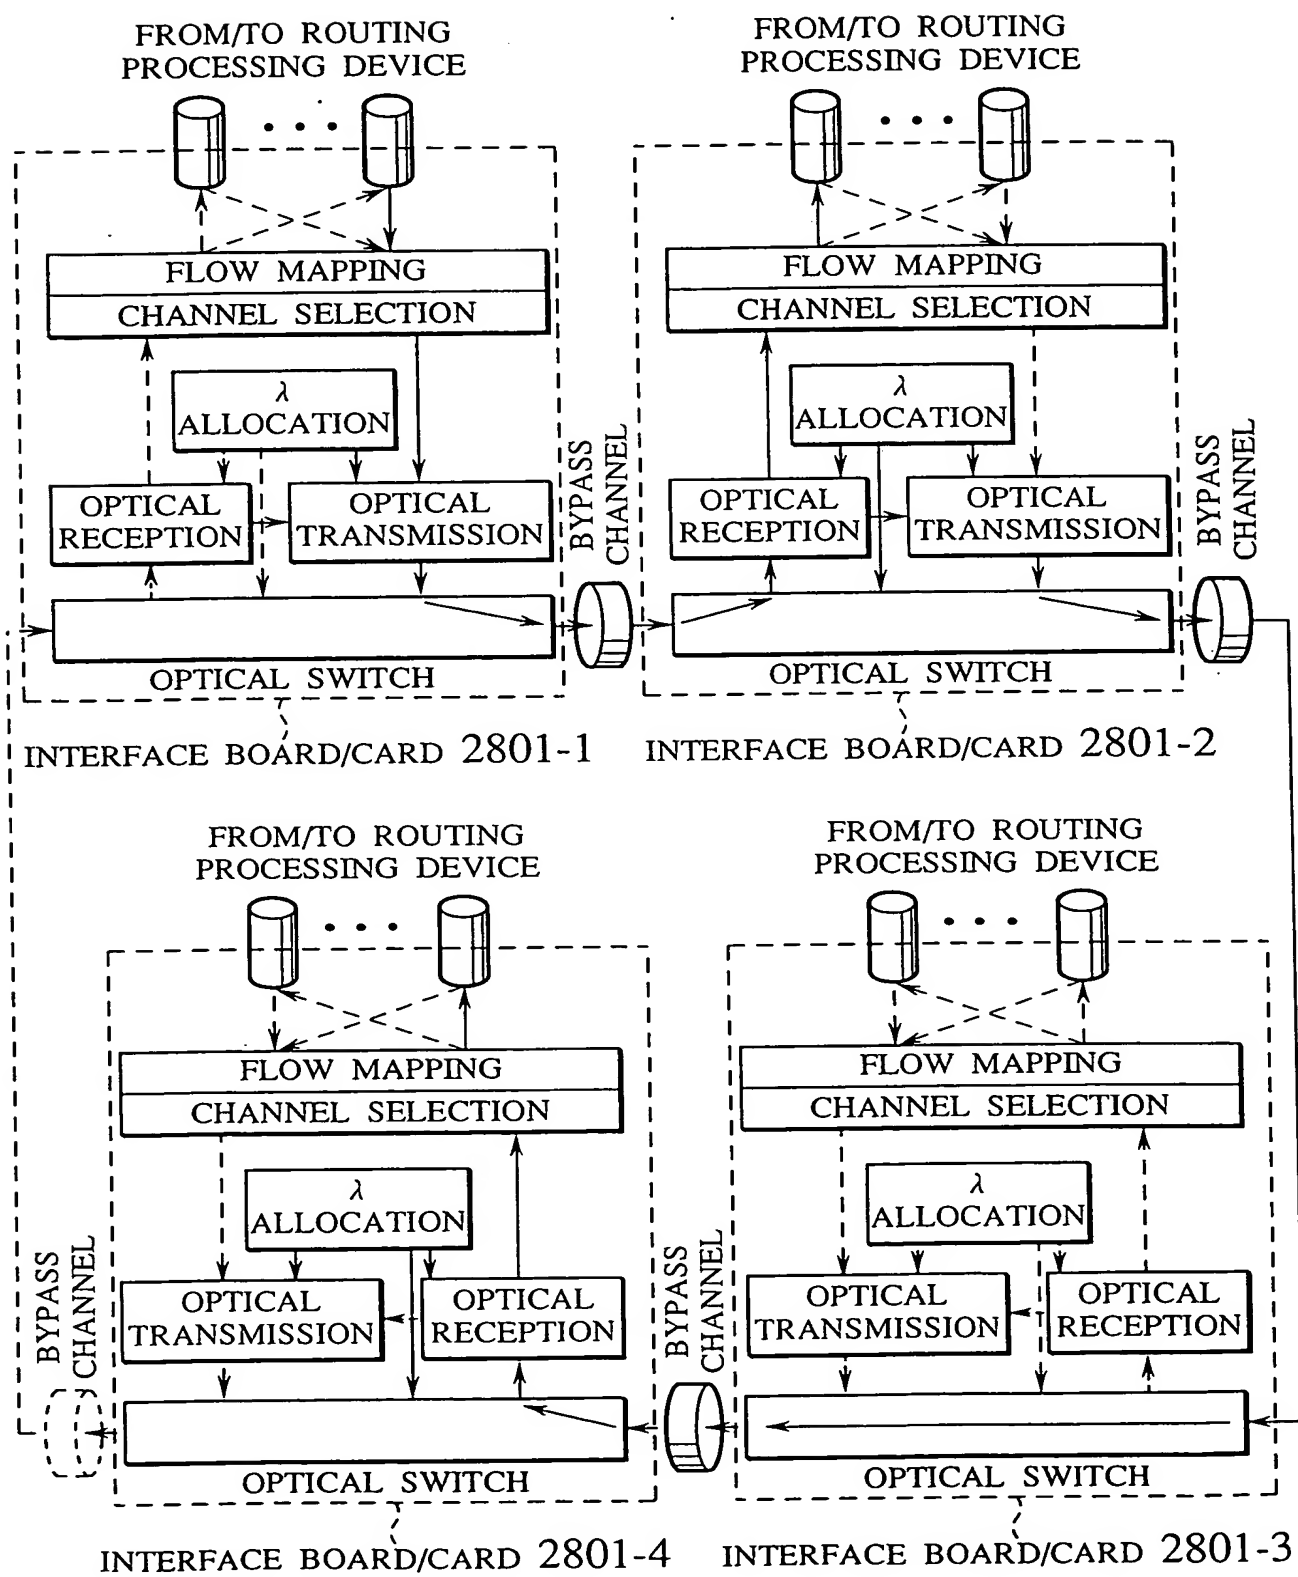 FROM/TO ROUTING
PROCESSING DEVICE
FLOW MAPPING
CHANNEL SELECTION
λ
ALLOCATION
OPTICAL
RECEPTION
OPTICAL
TRANSMISSION
OPTICAL SWITCH
BYPASS
CHANNEL
INTERFACE BOARD/CARD 2801-1
FROM/TO ROUTING
PROCESSING DEVICE
FLOW MAPPING
CHANNEL SELECTION
λ
ALLOCATION
OPTICAL
RECEPTION
OPTICAL
TRANSMISSION
OPTICAL SWITCH
BYPASS
CHANNEL
INTERFACE BOARD/CARD 2801-2
FROM/TO ROUTING
PROCESSING DEVICE
FLOW MAPPING
CHANNEL SELECTION
λ
ALLOCATION
BYPASS
CHANNEL
OPTICAL
TRANSMISSION
OPTICAL
RECEPTION
OPTICAL SWITCH
INTERFACE BOARD/CARD 2801-4
FROM/TO ROUTING
PROCESSING DEVICE
FLOW MAPPING
CHANNEL SELECTION
λ
ALLOCATION
BYPASS
CHANNEL
OPTICAL
TRANSMISSION
OPTICAL
RECEPTION
OPTICAL SWITCH
INTERFACE BOARD/CARD 2801-3